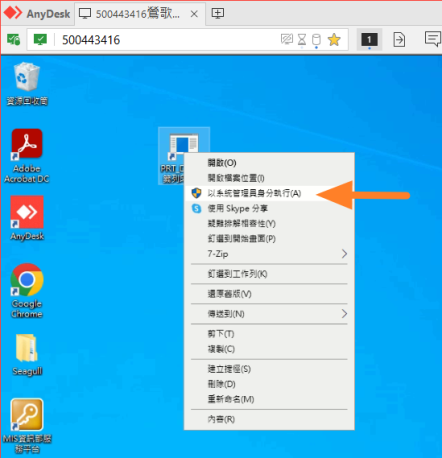 AnyDesk
500443416鶯歌...
500443416
1
資源回收筒
Adobe
Acrobat DC
AnyDesk
Google
Chrome
Seagull
開啟(O)
開啟檔案位置(I)
以系統管理員身分執行(A)
使用 Skype 分享
疑難排解相容性(Y)
釘選到開始畫面(P)
7-Zip
釘選到工作列(K)
還原舊版(V)
傳送到(N)
剪下(T)
複製(C)
建立捷徑(S)
刪除(D)
重新命名(M)
內容(R)